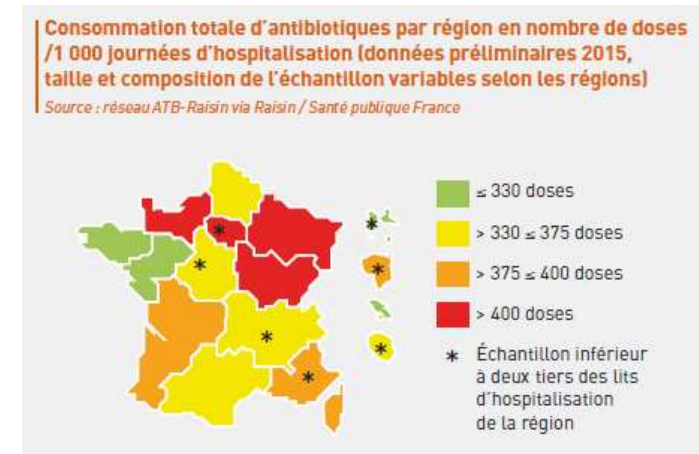 Consommation totale d'antibiotiques par région en nombre de doses
/1 000 journées d'hospitalisation (données préliminaires 2015,
taille et composition de l'échantillon variables selon les régions)
Source : réseau ATB-Raisin via Raisin / Santé publique France
≤ 330 doses
> 330 ≤ 375 doses
> 375 ≤ 400 doses
> 400 doses
* Échantillon inférieur
à deux tiers des lits
d'hospitalisation
de la région